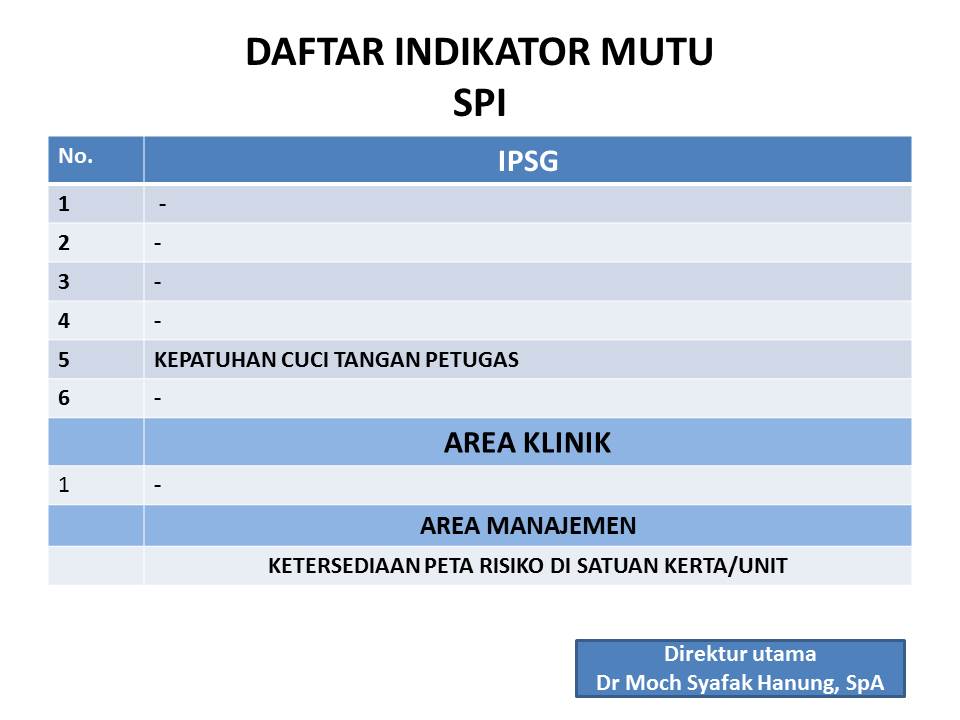 DAFTAR INDIKATOR MUTU
SPI
No. IPSG
1 -
2 -
3 -
4 -
5 KEPATUHAN CUCI TANGAN PETUGAS
6 -
AREA KLINIK
1 -
AREA MANAJEMEN
KETERSEDIAAN PETA RISIKO DI SATUAN KERTA/UNIT
Direktur utama
Dr Moch Syafak Hanung, SpA